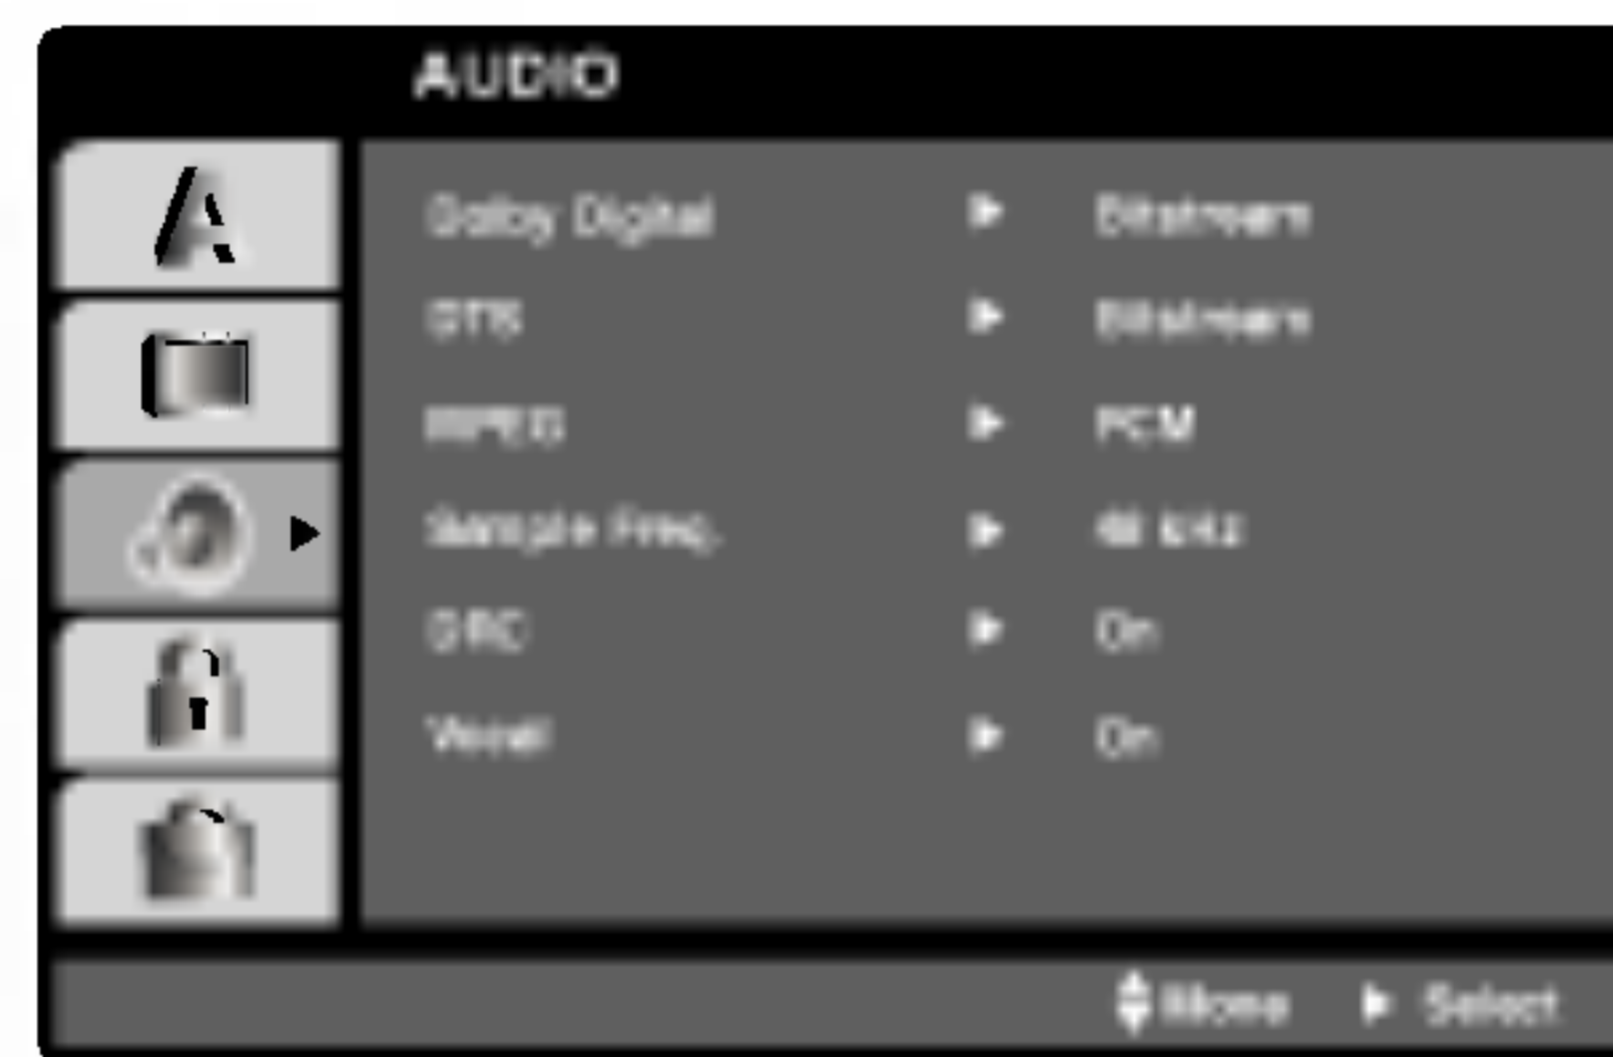 AUDIO
Dolby Digital ► Bitstream
DTS ► Bitstream
MPEG ► PCM
Sample Freq. ► 48 kHz
DRC ► On
Vocal ► On
Move ► Select